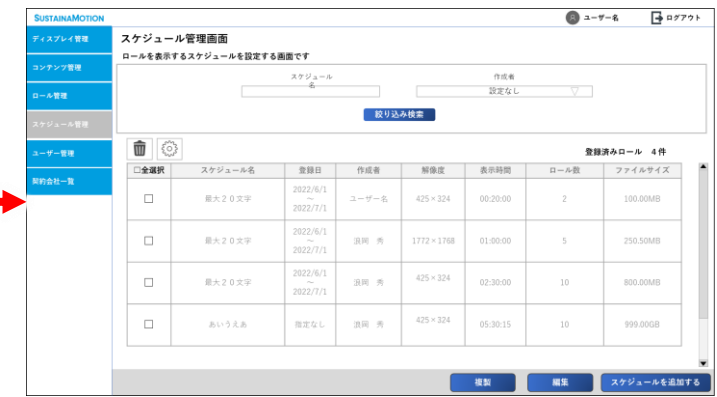 SUSTAINAMOTION
ユーザー名
ログアウト
ディスプレイ管理
コンテンツ管理
ロール管理
スケジュール管理
ユーザー管理
契約会社一覧
スケジュール管理画面
ロールを表示するスケジュールを設定する画面です
スケジュール
名
作成者
設定なし
絞り込み検索
登録済みロール 4件
全選択 スケジュール名 登録日 作成者 解像度 表示時間 ロール数 ファイルサイズ
最大20文字 2022/6/1 ~ 2022/7/1 ユーザー名 425×324 00:20:00 2 100.00MB
最大20文字 2022/6/1 ~ 2022/7/1 浪岡 秀 1772×1768 01:00:00 5 250.50MB
最大20文字 2022/6/1 ~ 2022/7/1 浪岡 秀 425×324 02:30:00 10 800.00MB
あいうえあ 指定なし 浪岡 秀 425×324 05:30:15 10 999.00GB
複製
編集
スケジュールを追加する